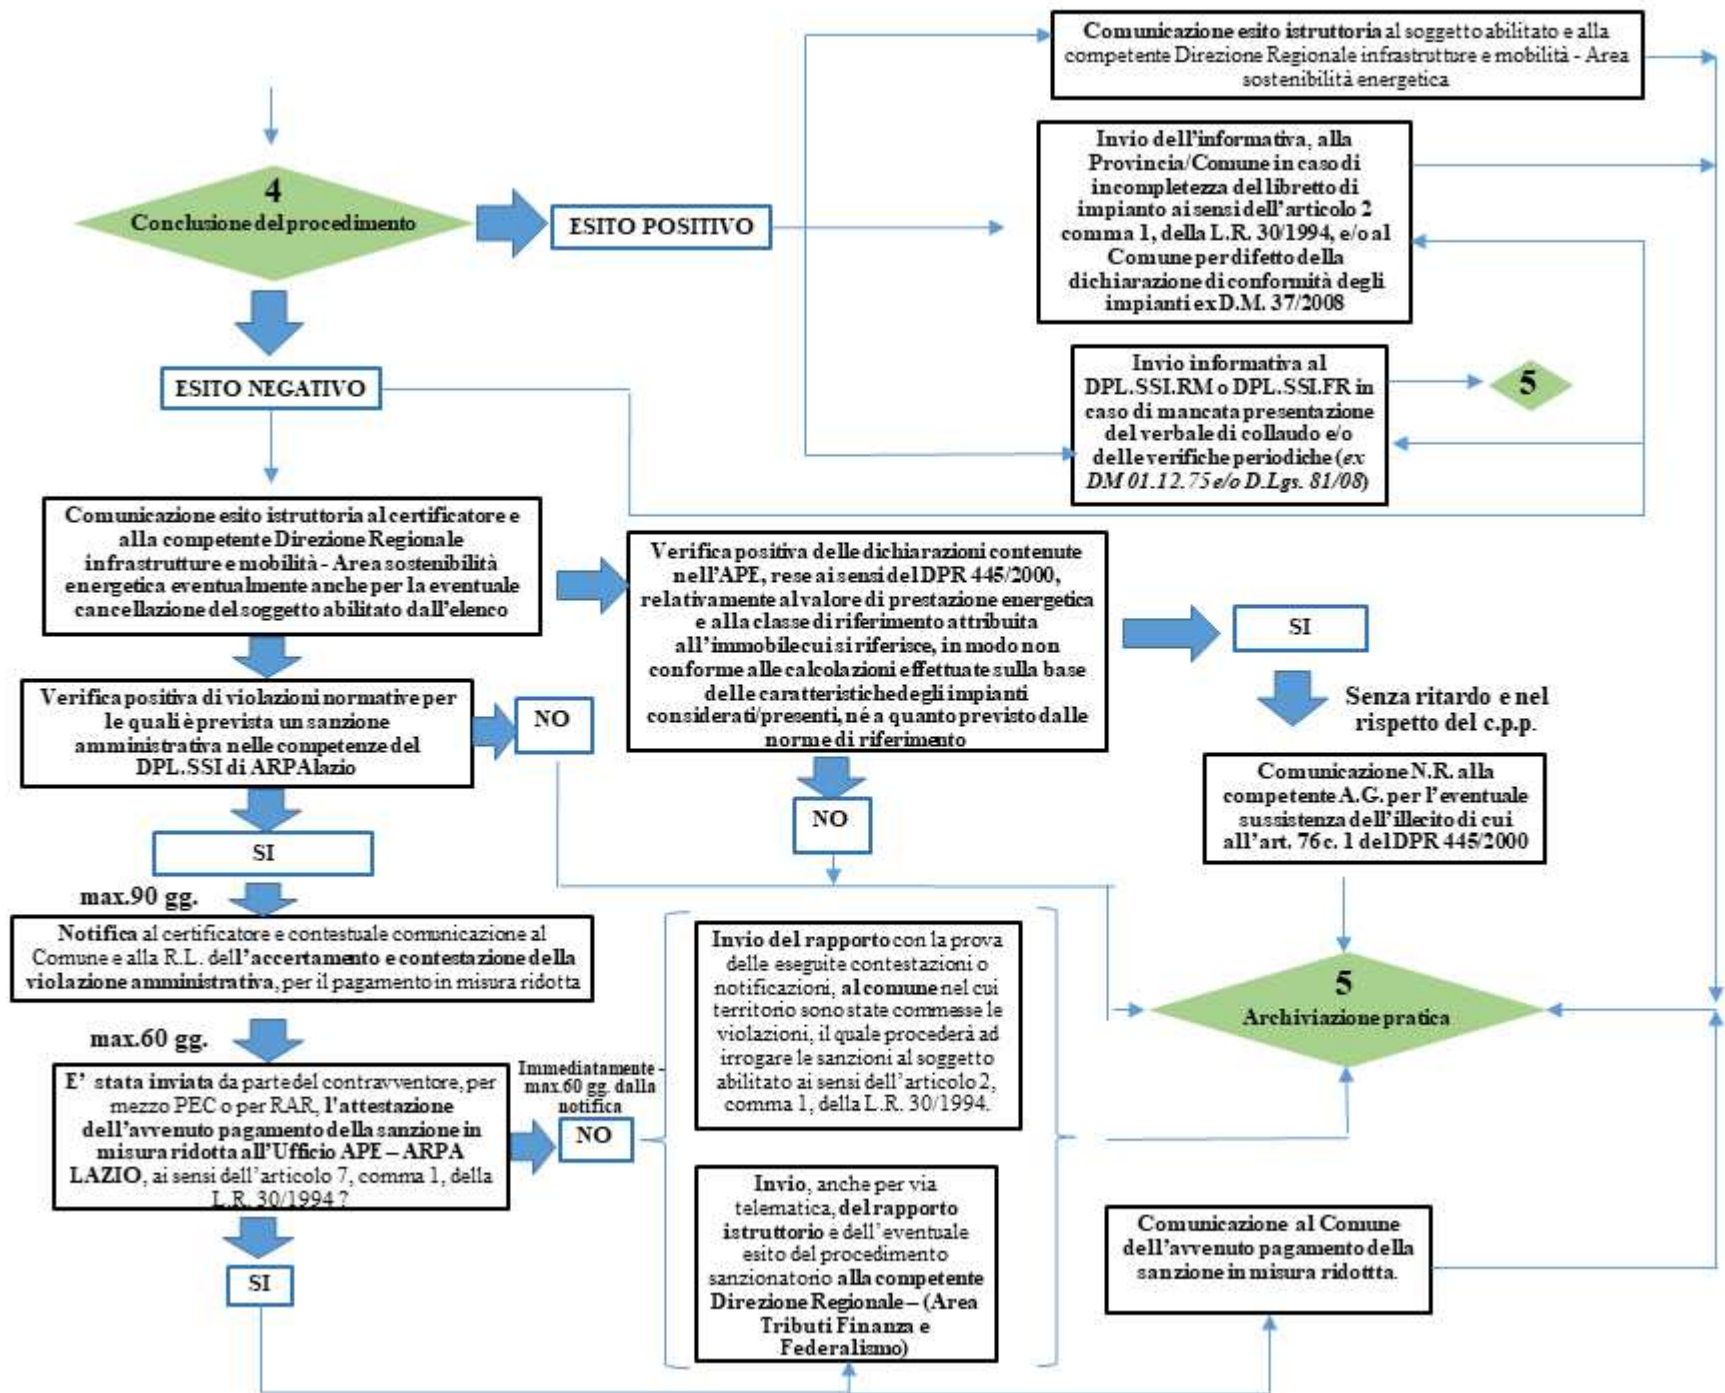 Comunicazione esito istruttoria al soggetto abilitato e alla
competente Direzione Regionale infrastrutture e mobilità - Area
sostenibilità energetica
4
Conclusione del procedimento
ESITO POSITIVO
Invio dell'informativa, alla
Provincia/Comune in caso di
incompletezza del libretto di
impianto ai sensi dell'articolo 2
comma 1, della L.R. 30/1994, e/o al
Comune per difetto della
dichiarazione di conformità degli
impianti ex D.M. 37/2008
ESITO NEGATIVO
Invio informativa al
DPL.SSI.RM o DPL.SSI.FR in
caso di mancata presentazione
del verbale di collaudo e/o
delle verifiche periodiche (ex
DM 01.12.75 e/o D.Lgs. 81/08)
5
Comunicazione esito istruttoria al certificatore e
alla competente Direzione Regionale
infrastrutture e mobilità - Area sostenibilità
energetica eventualmente anche per la eventuale
cancellazione del soggetto abilitato dall'elenco
Verifica positiva delle dichiarazioni contenute
nell'APE, rese ai sensi del DPR 445/2000,
relativamente al valore di prestazione energetica
e alla classe di riferimento attribuita
all'immobile cui si riferisce, in modo non
conforme alle calcolazioni effettuate sulla base
delle caratteristiche degli impianti
considerati/presenti, né a quanto previsto dalle
norme di riferimento
SI
Senza ritardo e nel
rispetto del c.p.p.
Verifica positiva di violazioni normative per
le quali è prevista un sanzione
amministrativa nelle competenze del
DPL.SSI di ARPAlazio
NO
NO
Comunicazione N.R. alla
competente A.G. per l'eventuale
sussistenza dell'illecito di cui
all'art. 76 c. 1 del DPR 445/2000
SI
max.90 gg.
Notifica al certificatore e contestuale comunicazione al
Comune e alla R.L. dell'accertamento e contestazione della
violazione amministrativa, per il pagamento in misura ridotta
max.60 gg.
E' stata inviata da parte del contravventore, per
mezzo PEC o per RAR, l'attestazione
dell'avvenuto pagamento della sanzione in
misura ridotta all'Ufficio APE – ARPA
LAZIO, ai sensi dell'articolo 7, comma 1, della
L.R. 30/1994 ?
Immediatamente -
max.60 gg. dalla
notifica
NO
SI
Invio del rapporto con la prova
delle eseguite contestazioni o
notificazioni, al comune nel cui
territorio sono state commesse le
violazioni, il quale procederà ad
irrogare le sanzioni al soggetto
abilitato ai sensi dell'articolo 2,
comma 1, della L.R. 30/1994.
Invio, anche per via
telematica, del rapporto
istruttorio e dell'eventuale
esito del procedimento
sanzionatorio alla competente
Direzione Regionale – (Area
Tributi Finanza e
Federalismo)
5
Archiviazione pratica
Comunicazione al Comune
dell'avvenuto pagamento della
sanzione in misura ridottta.